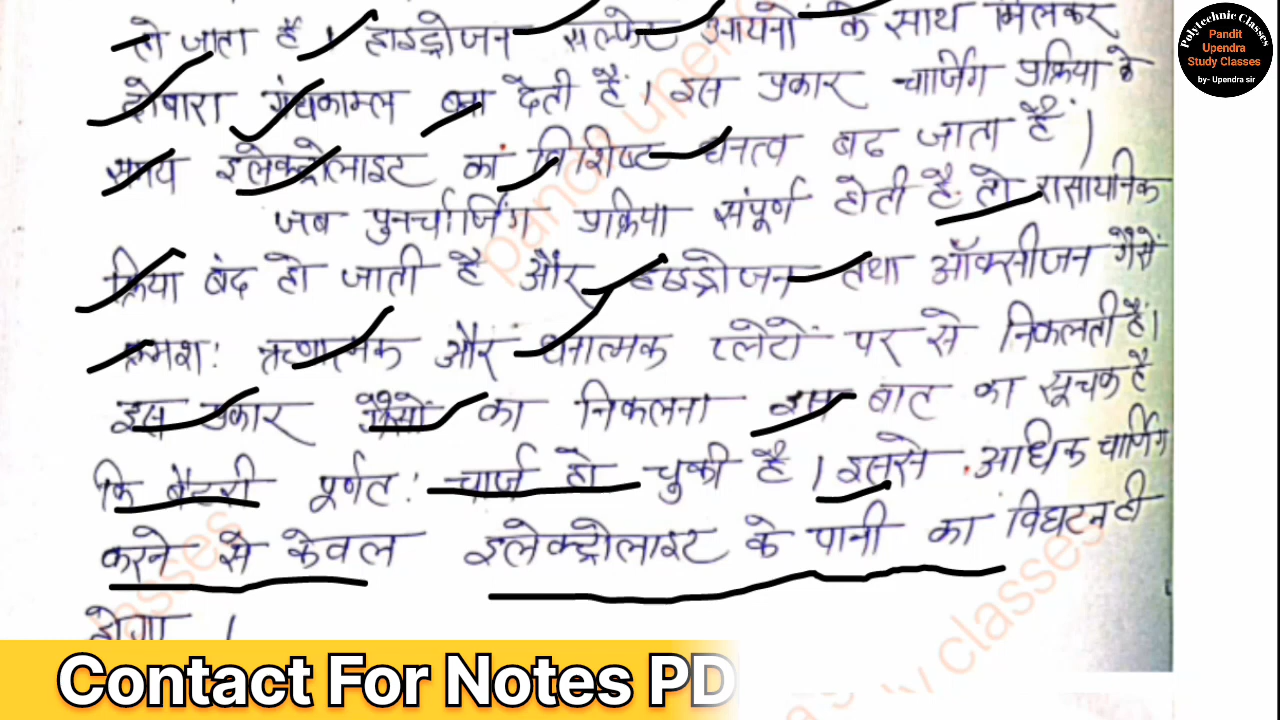 हो जाता है । हाइड्रोजन सल्फेट आयनों के साथ मिलकर
दोबारा गंधकाम्ल बना देती है । इस प्रकार चार्जिंग प्रक्रिया के
समय इलेक्ट्रोलाइट का विशिष्ट घनत्व बढ जाता है ।
जब पुनर्चार्जिंग प्रक्रिया संपूर्ण होती है तो रासायनिक
क्रिया बंद हो जाती है और हाइड्रोजन तथा ऑक्सीजन गैसें
क्रमश: ऋणात्मक और धनात्मक प्लेटों पर से निकलती हैं।
इस प्रकार गैसों का निकलना इस बात का सूचक है
कि बैटरी पूर्णत: चार्ज हो चुकी है । इससे अधिक चार्जिंग
करने से केवल इलेक्ट्रोलाइट के पानी का विघटन ही
होगा ।
Contact For Notes PD
Polytechnic Classes
Pandit
Upendra
Study Classes
by:- Upendra sir